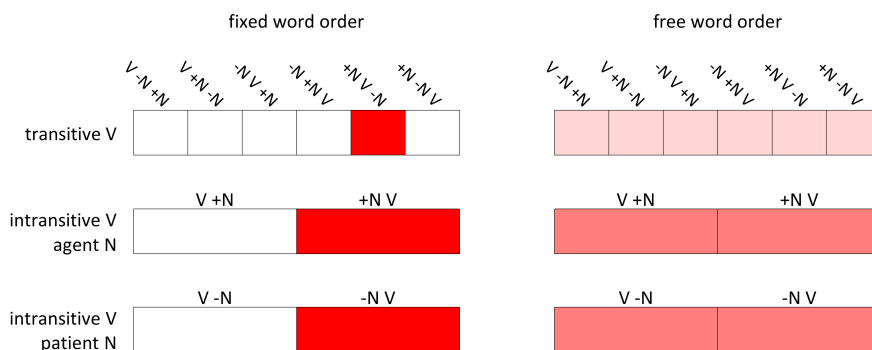 fixed word order
free word order
V -N +N
V +N -N
-N V +N
-N +N V
+N V -N
+N -N V
V -N +N
V +N -N
-N V +N
-N +N V
+N V -N
+N -N V
transitive V
V +N
+N V
V +N
+N V
intransitive V
agent N
V -N
-N V
V -N
-N V
intransitive V
patient N